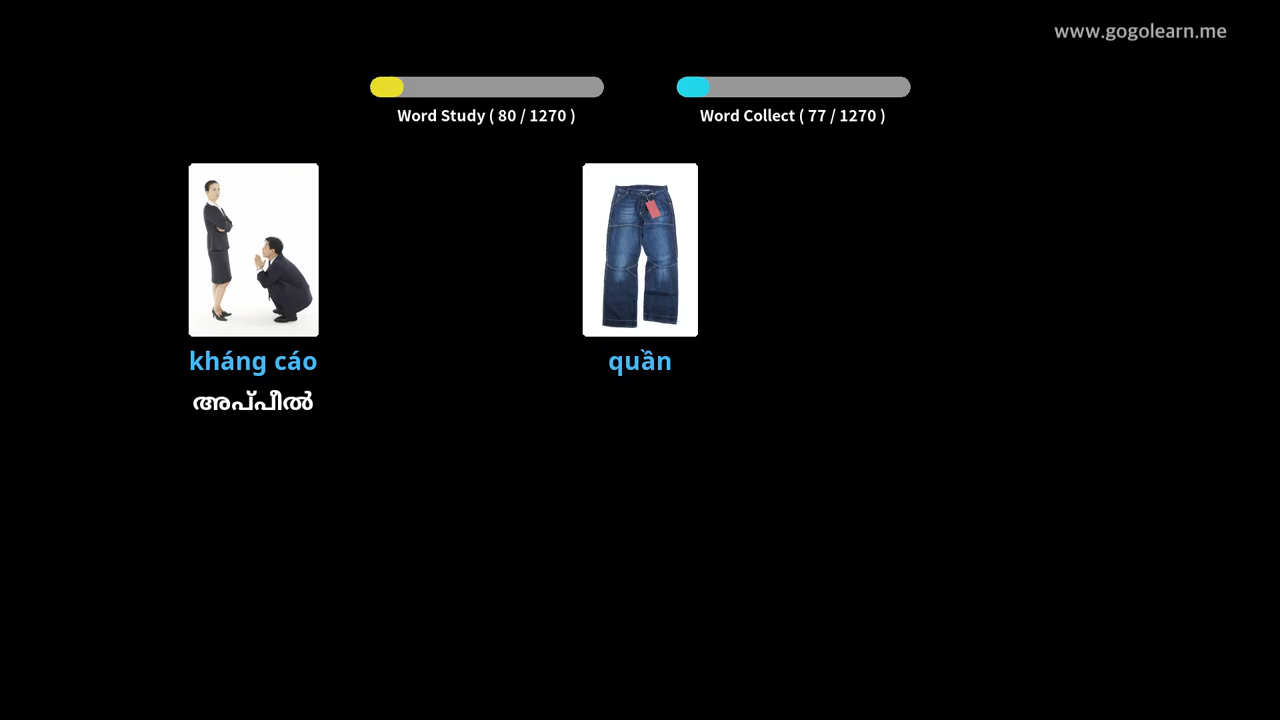 www.gogolearn.me
Word Study ( 80 / 1270 )
Word Collect ( 77 / 1270 )
kháng cáo
quần
അപ്പീൽ